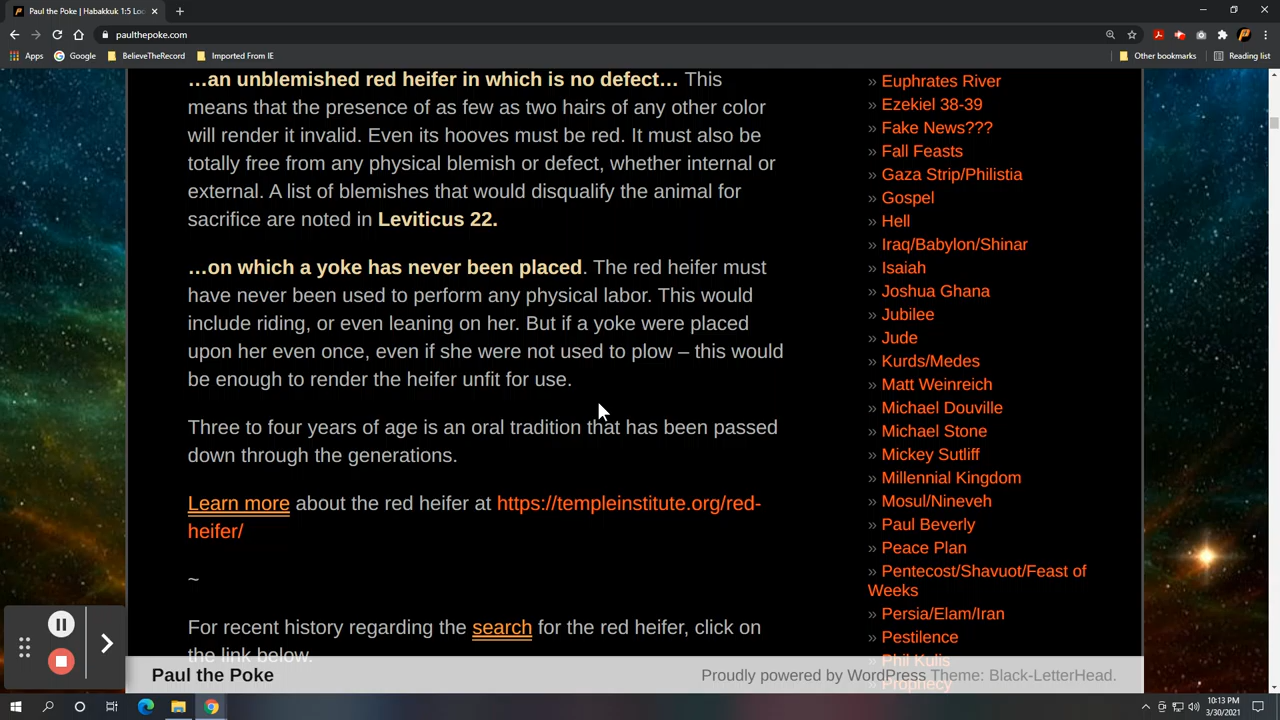 Paul the Poke | Habakkuk 1:5 Loo
paulthepoke.com
Apps
Google
BelieveTheRecord
Imported From IE
Other bookmarks
Reading list
…an unblemished red heifer in which is no defect… This
means that the presence of as few as two hairs of any other color
will render it invalid. Even its hooves must be red. It must also be
totally free from any physical blemish or defect, whether internal or
external. A list of blemishes that would disqualify the animal for
sacrifice are noted in Leviticus 22.
…on which a yoke has never been placed. The red heifer must
have never been used to perform any physical labor. This would
include riding, or even leaning on her. But if a yoke were placed
upon her even once, even if she were not used to plow – this would
be enough to render the heifer unfit for use.
Three to four years of age is an oral tradition that has been passed
down through the generations.
Learn more about the red heifer at https://templeinstitute.org/red-
heifer/
~
For recent history regarding the search for the red heifer, click on
the link below.
» Euphrates River
» Ezekiel 38-39
» Fake News???
» Fall Feasts
» Gaza Strip/Philistia
» Gospel
» Hell
» Iraq/Babylon/Shinar
» Isaiah
» Joshua Ghana
» Jubilee
» Jude
» Kurds/Medes
» Matt Weinreich
» Michael Douville
» Michael Stone
» Mickey Sutliff
» Millennial Kingdom
» Mosul/Nineveh
» Paul Beverly
» Peace Plan
» Pentecost/Shavuot/Feast of
Weeks
» Persia/Elam/Iran
» Pestilence
» Phil Kulis
» Prophecy
Paul the Poke
Proudly powered by WordPress Theme: Black-LetterHead.
10:13 PM
3/30/2021